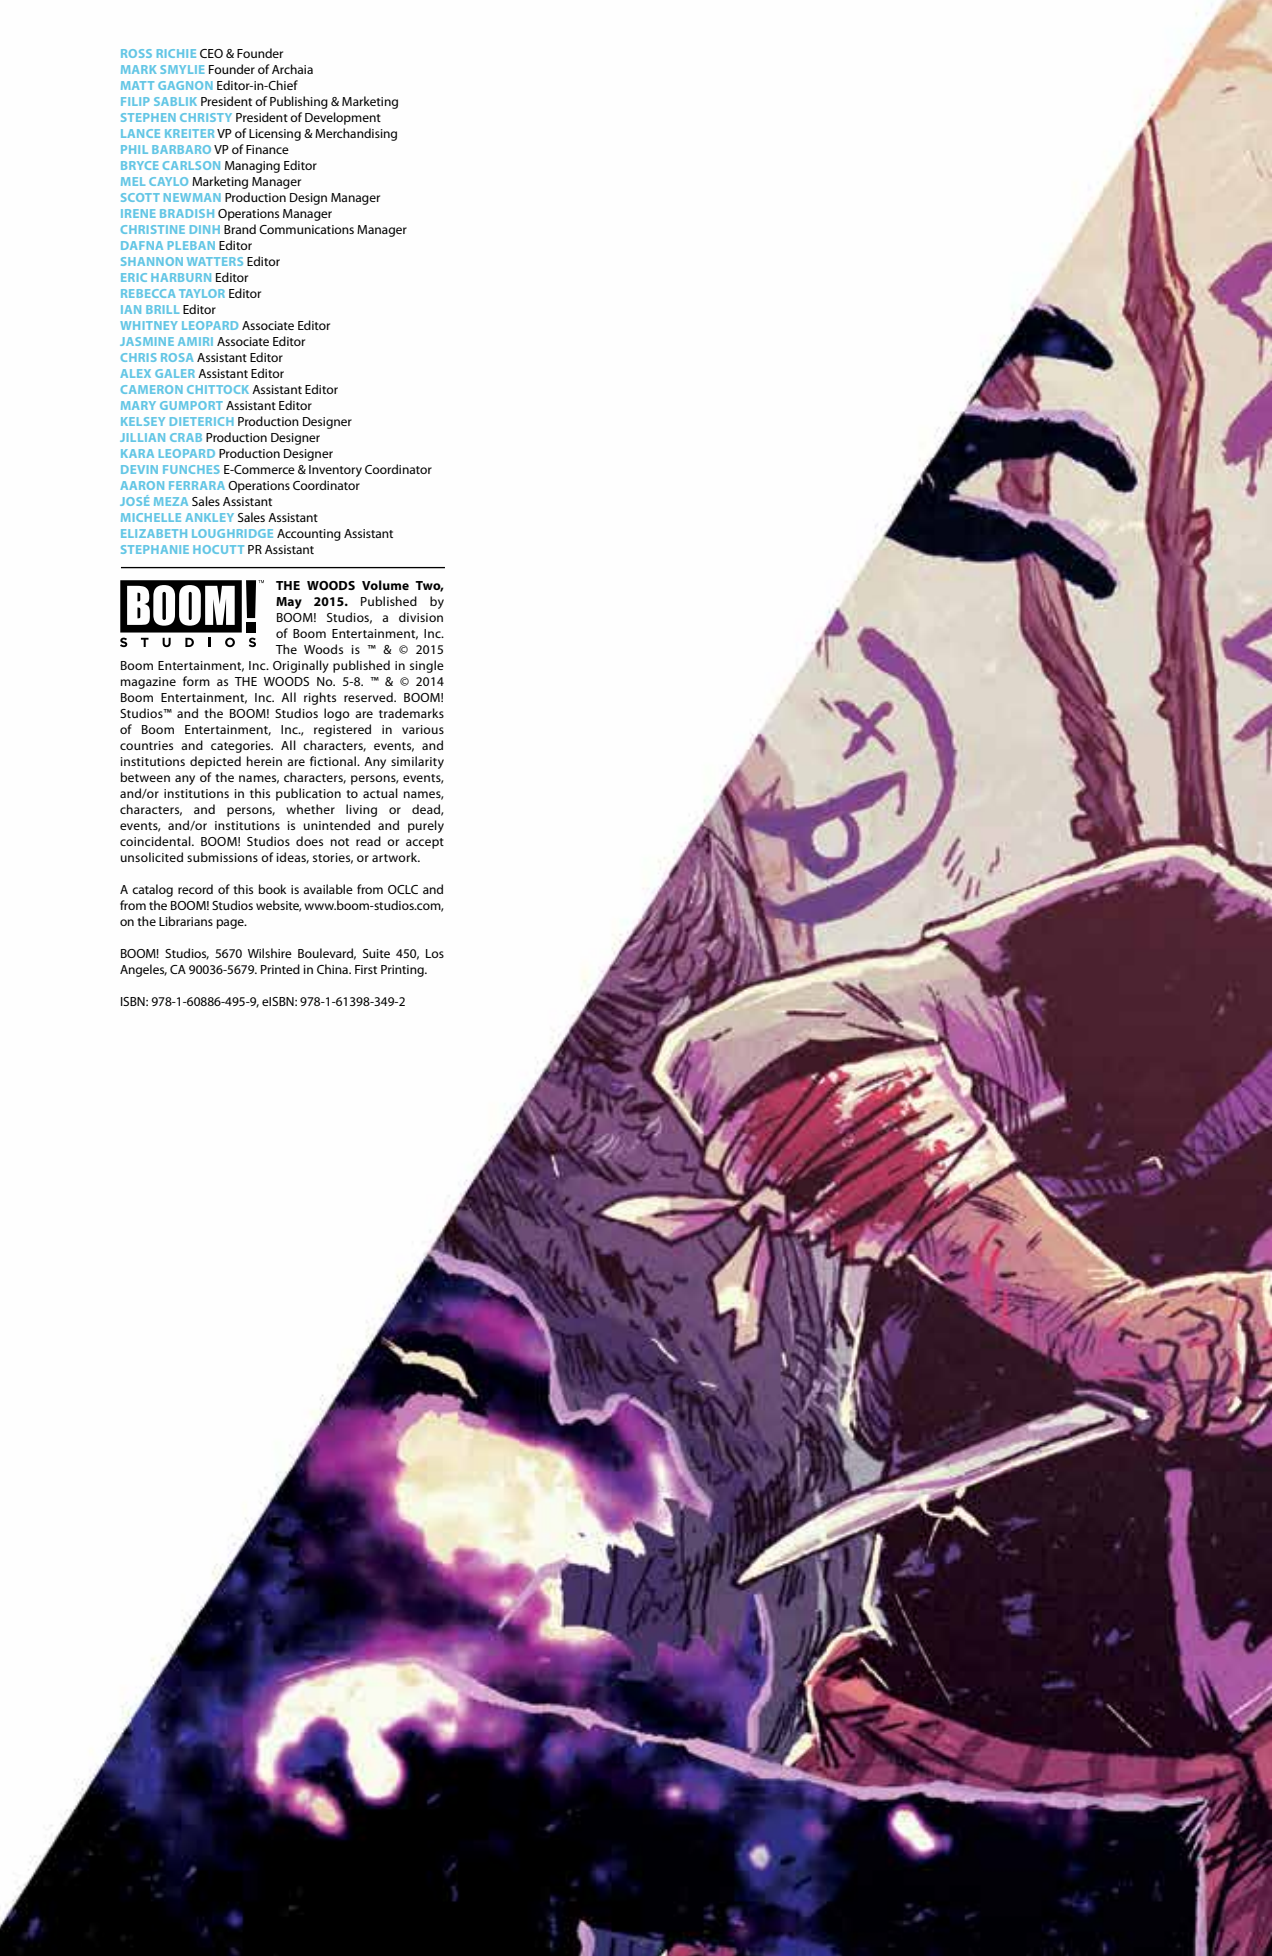 ROSS RICHIE CEO & Founder
MARK SMYLIE Founder of Archaia
MATT GAGNON Editor-in-Chief
FILIP SABLIK President of Publishing & Marketing
STEPHEN CHRISTY President of Development
LANCE KREITER VP of Licensing & Merchandising
PHIL BARBARO VP of Finance
BRYCE CARLSON Managing Editor
MEL CAYLO Marketing Manager
SCOTT NEWMAN Production Design Manager
IRENE BRADISH Operations Manager
CHRISTINE DINH Brand Communications Manager
DAFNA PLEBAN Editor
SHANNON WATTERS Editor
ERIC HARBURN Editor
REBECCA TAYLOR Editor
IAN BRILL Editor
WHITNEY LEOPARD Associate Editor
JASMINE AMIRI Associate Editor
CHRIS ROSA Assistant Editor
ALEX GALER Assistant Editor
CAMERON CHITTOCK Assistant Editor
MARY GUMPORT Assistant Editor
KELSEY DIETERICH Production Designer
JILLIAN CRAB Production Designer
KARA LEOPARD Production Designer
DEVIN FUNCHES E-Commerce & Inventory Coordinator
AARON FERRARA Operations Coordinator
JOSÉ MEZA Sales Assistant
MICHELLE ANKLEY Sales Assistant
ELIZABETH LOUGHRIDGE Accounting Assistant
STEPHANIE HOCUTT PR Assistant
BOOM!™
STUDIOS
THE WOODS Volume Two,
May 2015. Published by
BOOM! Studios, a division
of Boom Entertainment, Inc.
The Woods is ™ & © 2015
Boom Entertainment, Inc. Originally published in single
magazine form as THE WOODS No. 5-8. ™ & © 2014
Boom Entertainment, Inc. All rights reserved. BOOM!
Studios™ and the BOOM! Studios logo are trademarks
of Boom Entertainment, Inc., registered in various
countries and categories. All characters, events, and
institutions depicted herein are fictional. Any similarity
between any of the names, characters, persons, events,
and/or institutions in this publication to actual names,
characters, and persons, whether living or dead,
events, and/or institutions is unintended and purely
coincidental. BOOM! Studios does not read or accept
unsolicited submissions of ideas, stories, or artwork.
A catalog record of this book is available from OCLC and
from the BOOM! Studios website, www.boom-studios.com,
on the Librarians page.
BOOM! Studios, 5670 Wilshire Boulevard, Suite 450, Los
Angeles, CA 90036-5679. Printed in China. First Printing.
ISBN: 978-1-60886-495-9, eISBN: 978-1-61398-349-2